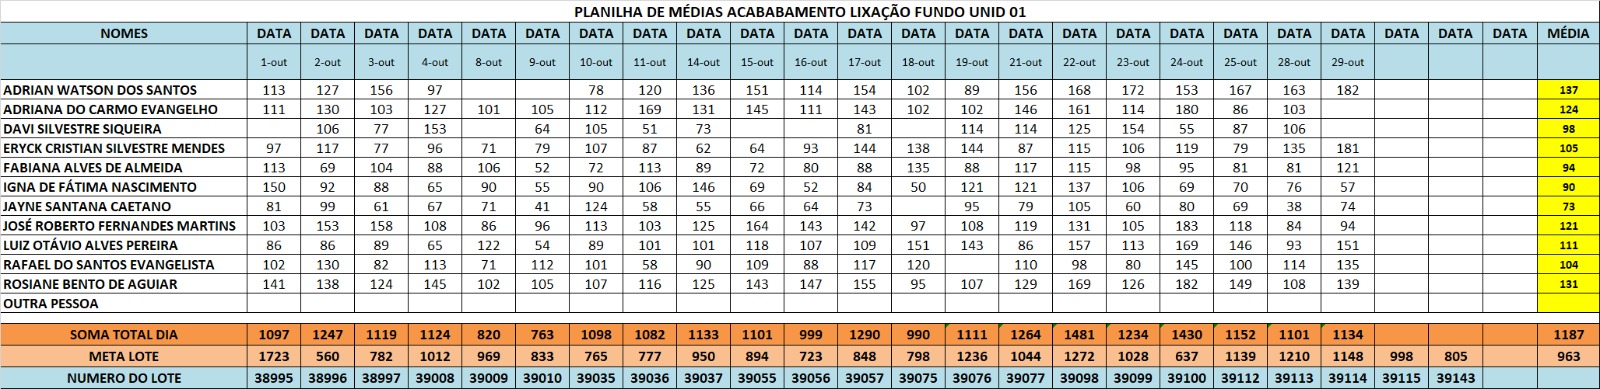 PLANILHA DE MÉDIAS ACABABAMENTO LIXAÇÃO FUNDO UNID 01
NOMES DATA DATA DATA DATA DATA DATA DATA DATA DATA DATA DATA DATA DATA DATA DATA DATA DATA DATA DATA DATA DATA DATA DATA DATA MÉDIA
1-out 2-out 3-out 4-out 8-out 9-out 10-out 11-out 14-out 15-out 16-out 17-out 18-out 19-out 21-out 22-out 23-out 24-out 25-out 28-out 29-out
ADRIAN WATSON DOS SANTOS 113 127 156 97 78 120 136 151 114 154 102 89 156 168 172 153 167 163 182 137
ADRIANA DO CARMO EVANGELHO 111 130 103 127 101 105 112 169 131 145 111 143 102 102 146 161 114 180 86 103 124
DAVI SILVESTRE SIQUEIRA 106 77 153 64 105 51 73 81 114 114 125 154 55 87 106 98
ERYCK CRISTIAN SILVESTRE MENDES 97 117 77 96 71 79 107 87 62 64 93 144 138 144 87 115 106 119 79 135 181 105
FABIANA ALVES DE ALMEIDA 113 69 104 88 106 52 72 113 89 72 80 88 135 88 117 115 98 95 81 81 121 94
IGNA DE FÁTIMA NASCIMENTO 150 92 88 65 90 55 90 106 146 69 52 84 50 121 121 137 106 69 70 76 57 90
JAYNE SANTANA CAETANO 81 99 61 67 71 41 124 58 55 66 64 73 95 79 105 60 80 69 38 74 73
JOSÉ ROBERTO FERNANDES MARTINS 103 153 158 108 86 96 113 103 125 164 143 142 97 108 119 131 105 183 118 84 94 121
LUIZ OTÁVIO ALVES PEREIRA 86 86 89 65 122 54 89 101 101 118 107 109 151 143 86 157 113 169 146 93 151 111
RAFAEL DO SANTOS EVANGELISTA 102 130 82 113 71 112 101 58 90 109 88 117 120 110 98 80 145 100 114 135 104
ROSIANE BENTO DE AGUIAR 141 138 124 145 102 105 107 116 125 143 147 155 95 107 129 169 126 182 149 108 139 131
OUTRA PESSOA
SOMA TOTAL DIA 1097 1247 1119 1124 820 763 1098 1082 1133 1101 999 1290 990 1111 1264 1481 1234 1430 1152 1101 1134 1187
META LOTE 1723 560 782 1012 969 833 765 777 950 894 723 848 798 1236 1044 1272 1028 637 1139 1210 1148 998 805 963
NUMERO DO LOTE 38995 38996 38997 39008 39009 39010 39035 39036 39037 39055 39056 39057 39075 39076 39077 39098 39099 39100 39112 39113 39114 39115 39143